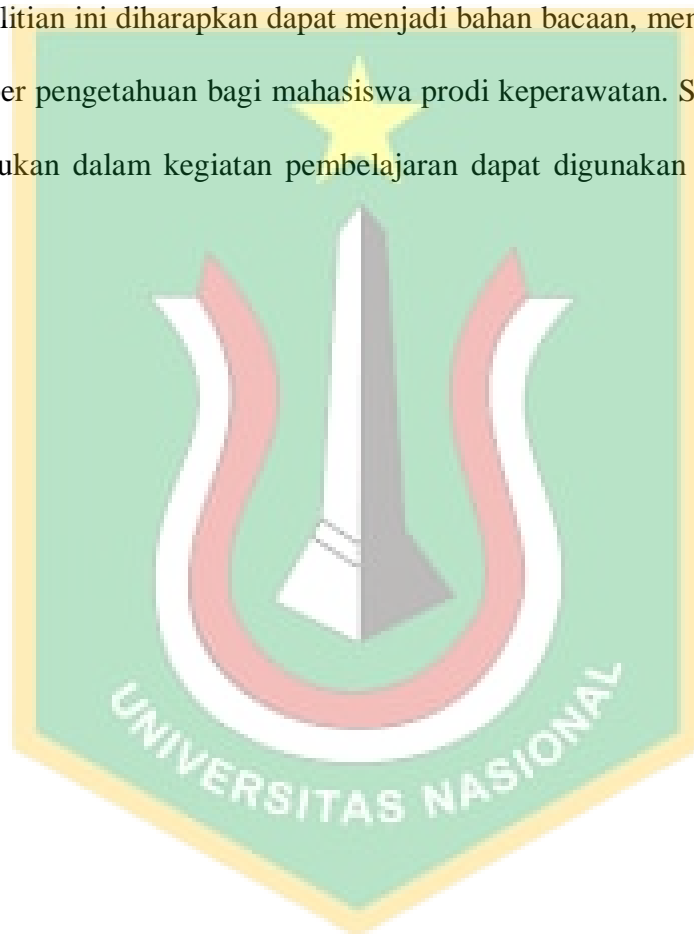 litian ini diharapkan dapat menjadi bahan bacaan, mer
er pengetahuan bagi mahasiswa prodi keperawatan. S
ukan dalam kegiatan pembelajaran dapat digunakan
UNIVERSITAS NASIONAL